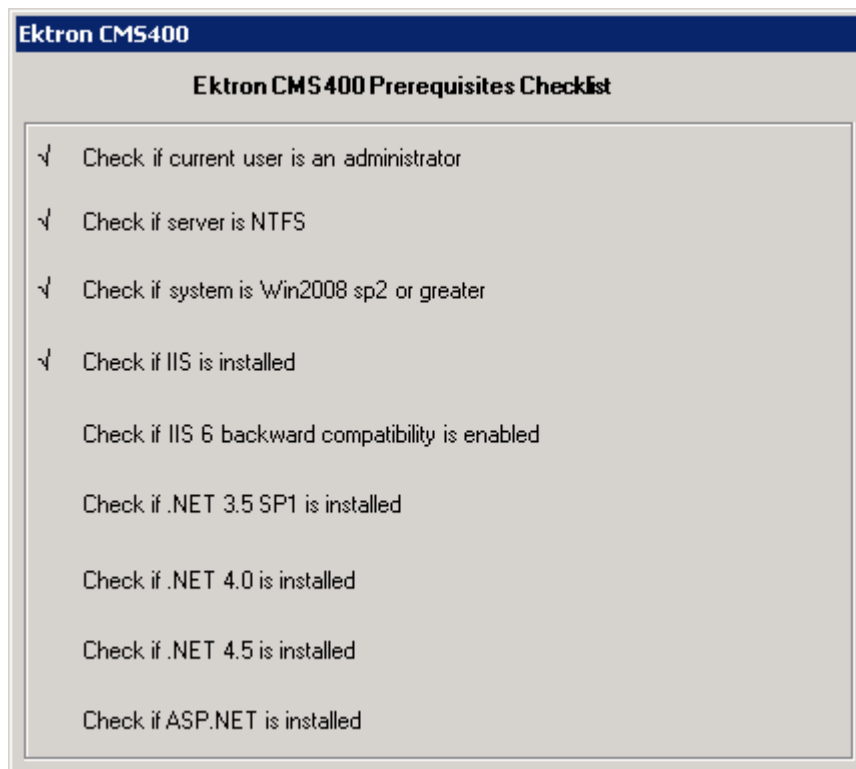 Ektron CMS400
Ektron CMS400 Prerequisites Checklist
√ Check if current user is an administrator
√ Check if server is NTFS
√ Check if system is Win2008 sp2 or greater
√ Check if IIS is installed
Check if IIS 6 backward compatibility is enabled
Check if .NET 3.5 SP1 is installed
Check if .NET 4.0 is installed
Check if .NET 4.5 is installed
Check if ASP.NET is installed